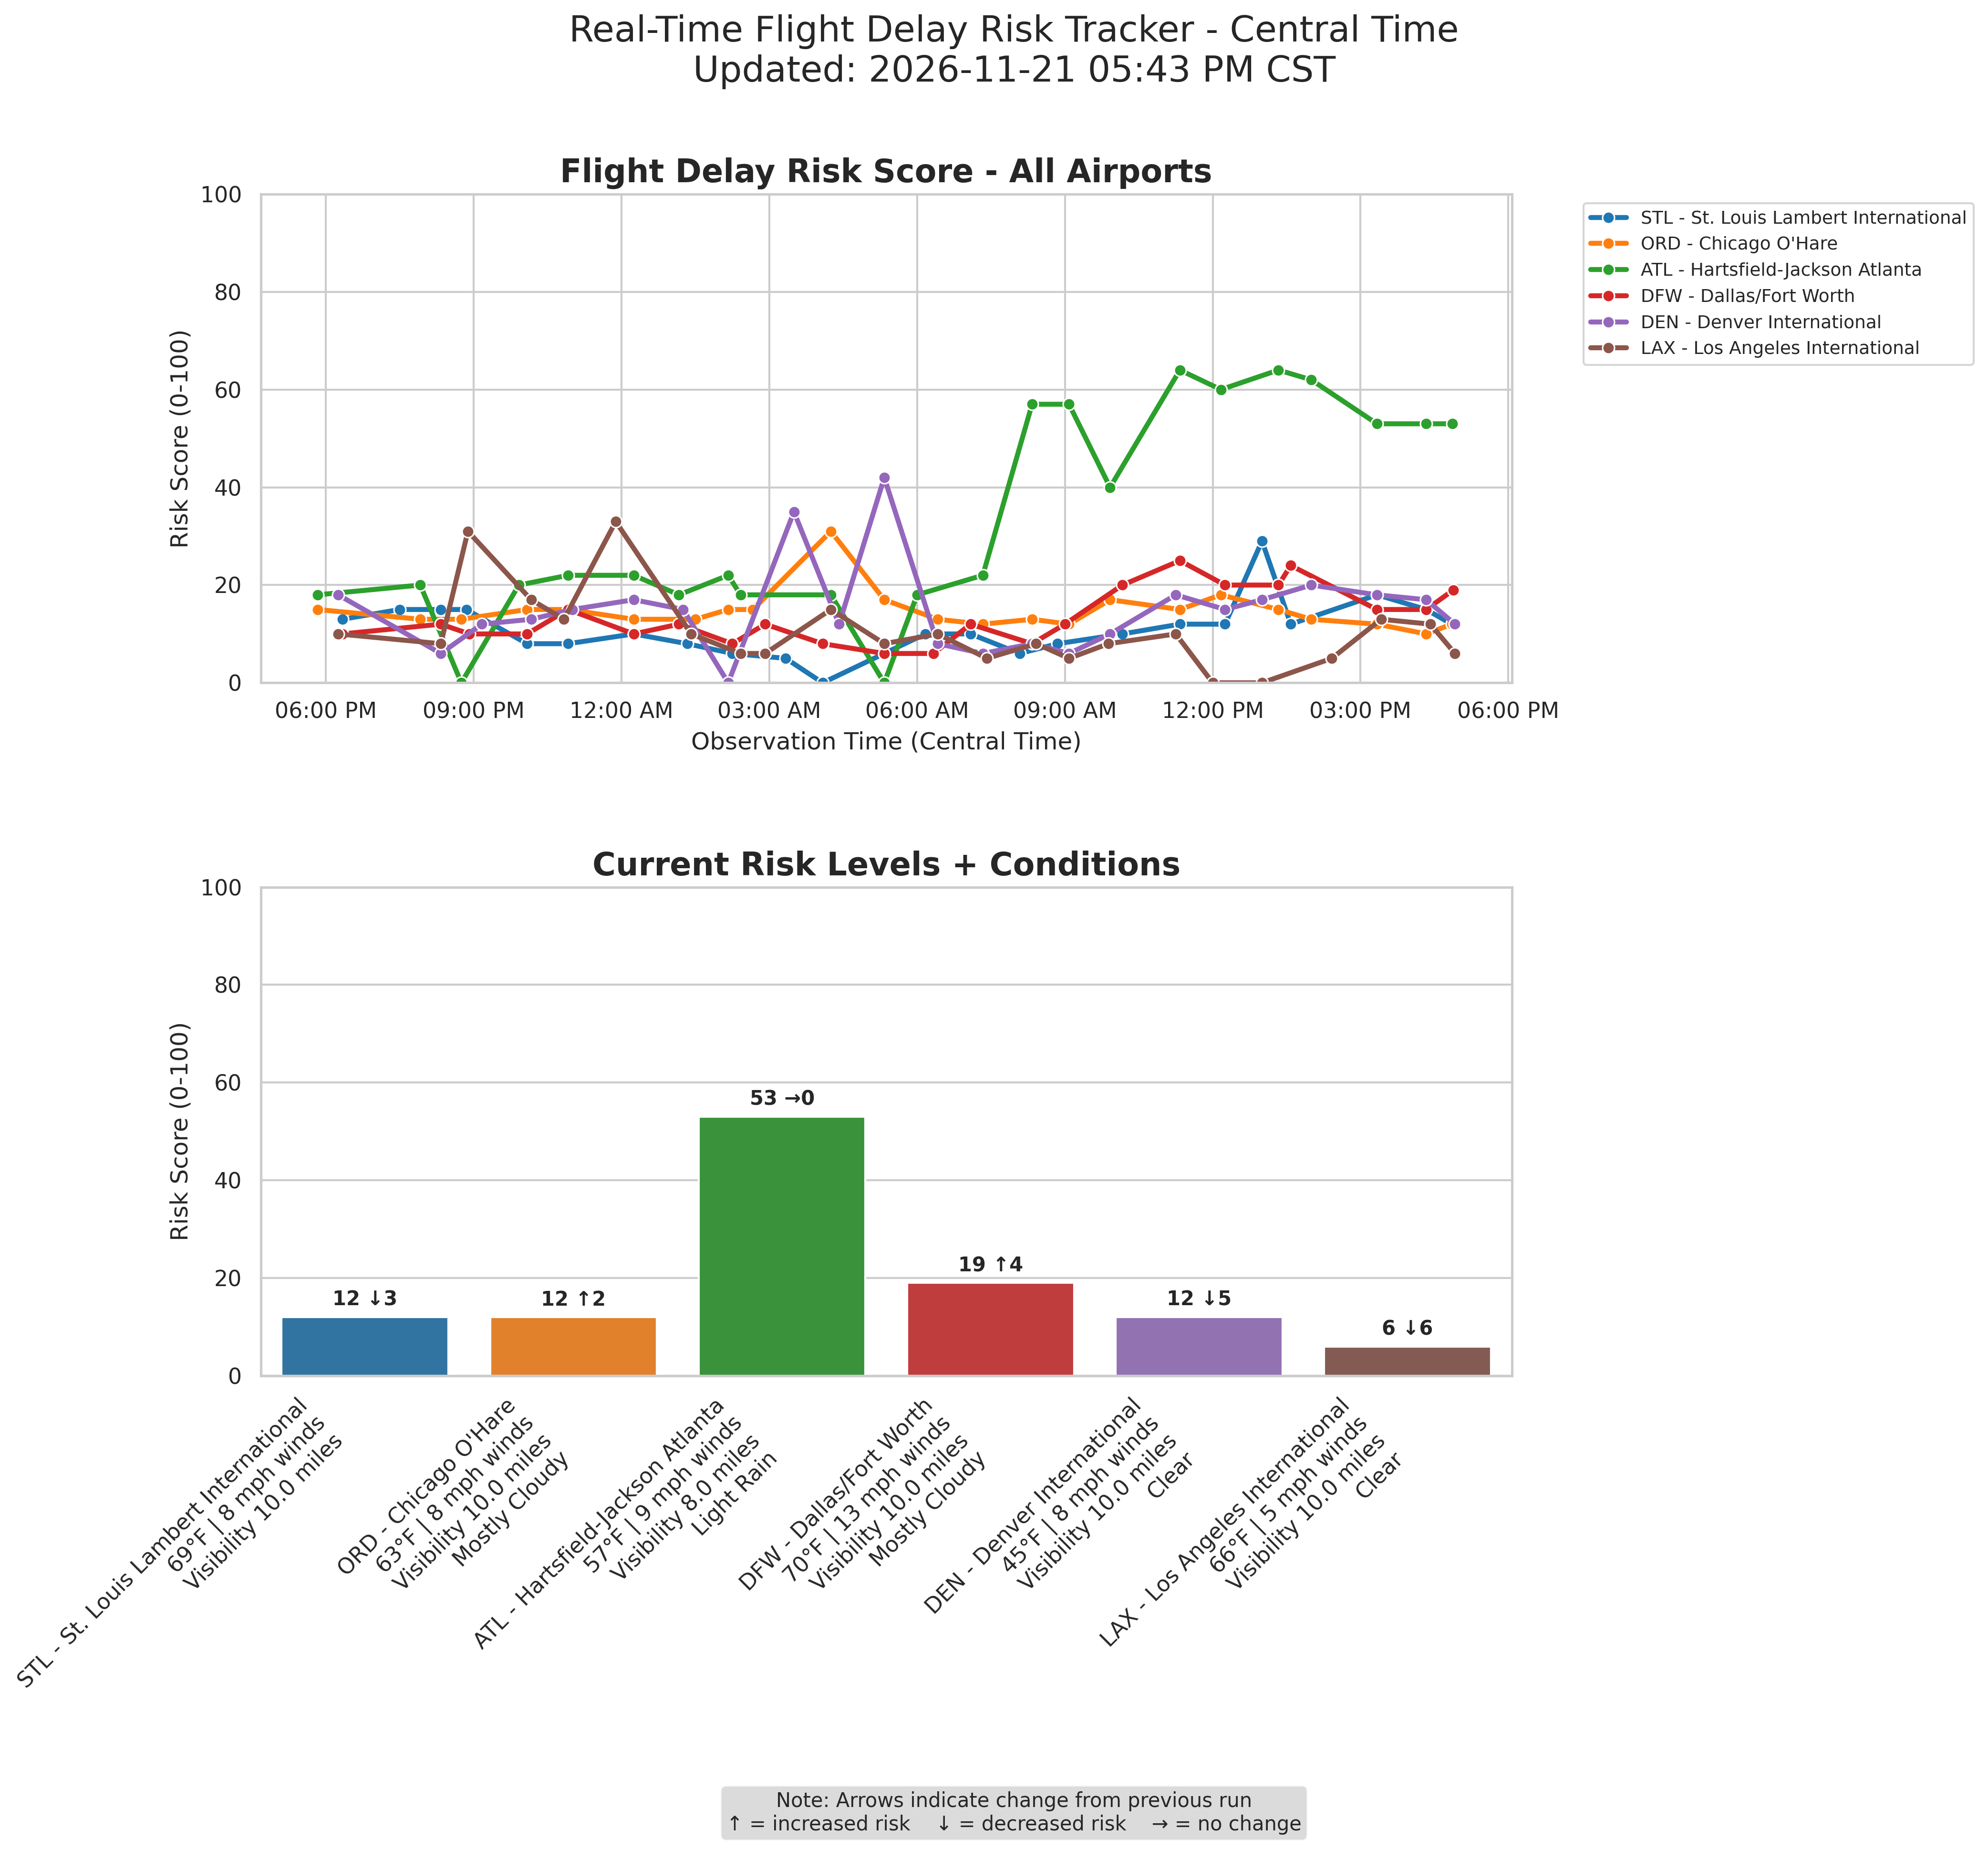 Real-Time Flight Delay Risk Tracker - Central Time
Updated: 2026-11-21 05:43 PM CST
Flight Delay Risk Score - All Airports
Risk Score (0-100)
100
80
60
40
20
0
06:00 PM
09:00 PM
12:00 AM
03:00 AM
06:00 AM
09:00 AM
12:00 PM
03:00 PM
06:00 PM
Observation Time (Central Time)
STL - St. Louis Lambert International
ORD - Chicago O'Hare
ATL - Hartsfield-Jackson Atlanta
DFW - Dallas/Fort Worth
DEN - Denver International
LAX - Los Angeles International
Current Risk Levels + Conditions
Risk Score (0-100)
100
80
60
40
20
0
12 ↓3
12 ↑2
53 →0
19 ↑4
12 ↓5
6 ↓6
STL - St. Louis Lambert International
69°F | 8 mph winds
Visibility 10.0 miles
ORD - Chicago O'Hare
63°F | 8 mph winds
Visibility 10.0 miles
Mostly Cloudy
ATL - Hartsfield-Jackson Atlanta
57°F | 9 mph winds
Visibility 8.0 miles
Light Rain
DFW - Dallas/Fort Worth
70°F | 13 mph winds
Visibility 10.0 miles
Mostly Cloudy
DEN - Denver International
45°F | 8 mph winds
Visibility 10.0 miles
Clear
LAX - Los Angeles International
66°F | 5 mph winds
Visibility 10.0 miles
Clear
Note: Arrows indicate change from previous run
↑ = increased risk ↓ = decreased risk → = no change